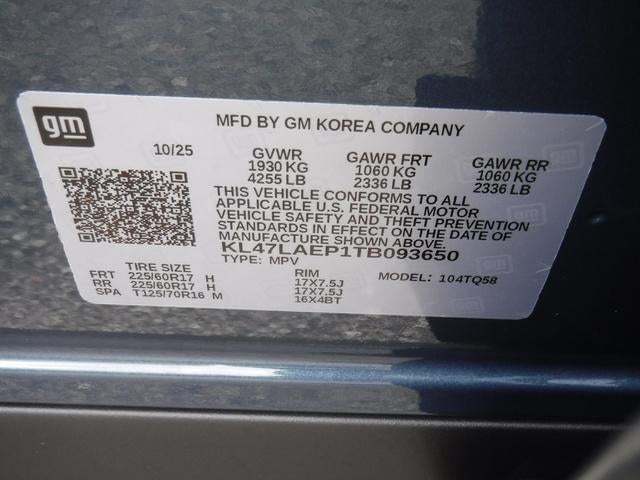 gm
MFD BY GM KOREA COMPANY
10/25
GVWR GAWR FRT GAWR RR
1930 KG 1060 KG 1060 KG
4255 LB 2336 LB 2336 LB
THIS VEHICLE CONFORMS TO ALL
APPLICABLE U.S. FEDERAL MOTOR
VEHICLE SAFETY AND THEFT PREVENTION
STANDARDS IN EFFECT ON THE DATE OF
MANUFACTURE SHOWN ABOVE.
KL47LAEP1TB093650
TYPE: MPV MODEL: 104TQ58
TIRE SIZE RIM
FRT 225/60R17 H 17X7.5J
RR 225/60R17 H 17X7.5J
SPA T125/70R16 M 16X4BT